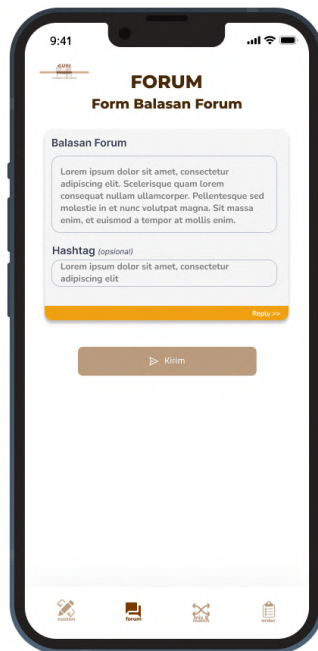 9:41
FORUM
Form Balasan Forum
Balasan Forum
Lorem ipsum dolor sit amet, consectetur
adipiscing elit. Scelerisque quam lorem
consequat nullam ullamcorper. Pellentesque sed
molestie in et nunc volutpat magna. Sit massa
enim, et euismod a tempor at mollis enim.
Hashtag (opsional)
Lorem ipsum dolor sit amet, consectetur
adipiscing elit
Reply >>
Kirim
custom
forum
order